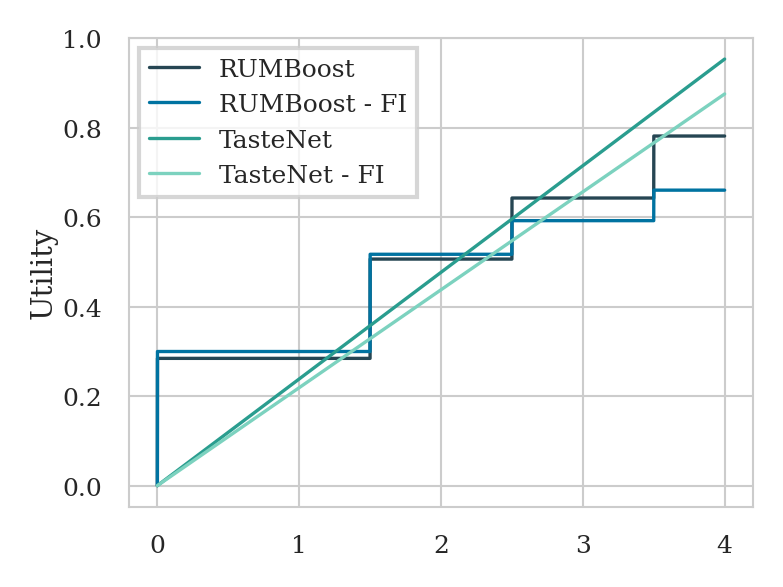 1.0
0.8
0.6
0.4
0.2
0.0
Utility
RUMBoost
RUMBoost - FI
TasteNet
TasteNet - FI
0 1 2 3 4